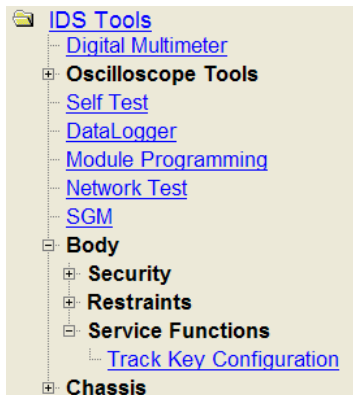 IDS Tools
Digital Multimeter
Oscilloscope Tools
Self Test
DataLogger
Module Programming
Network Test
SGM
Body
Security
Restraints
Service Functions
Track Key Configuration
Chassis